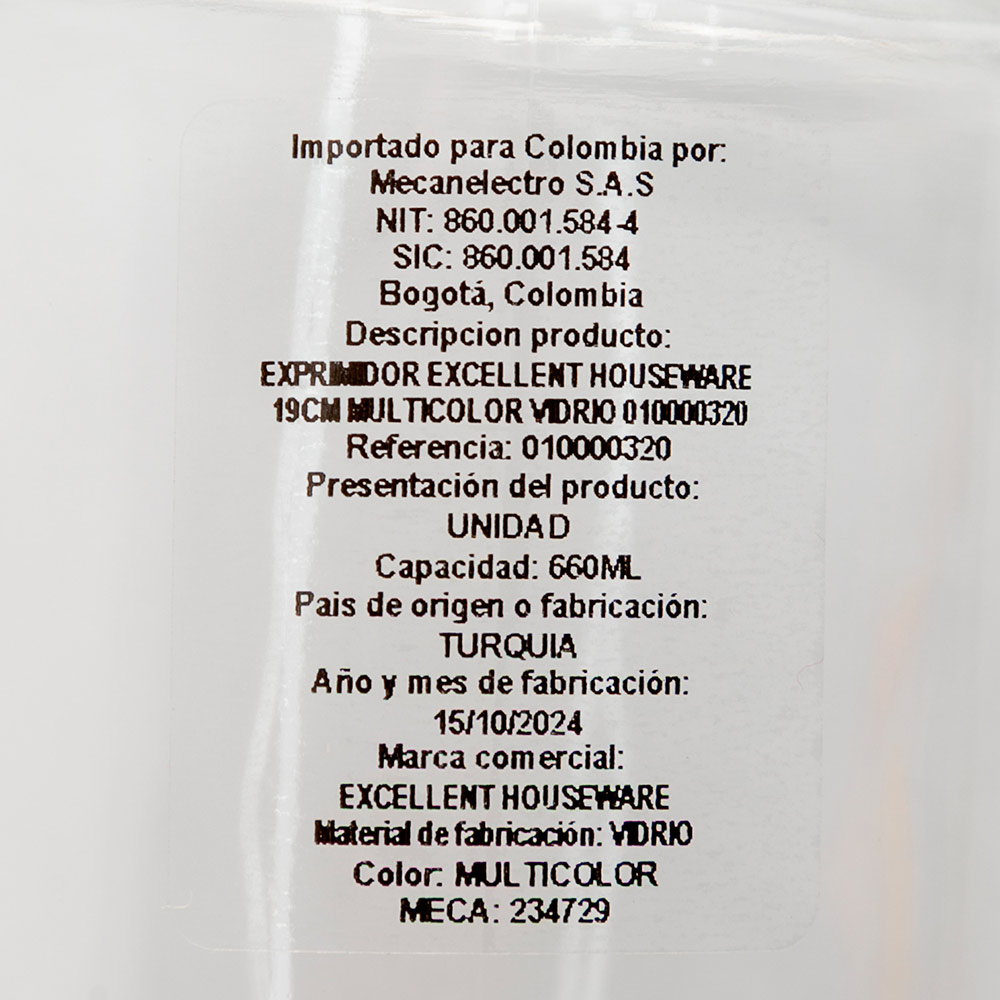 Importado para Colombia por:
Mecanelectro S.A.S
NIT: 860.001.584-4
SIC: 860.001.584
Bogotá, Colombia
Descripcion producto:
EXPRIMIDOR EXCELLENT HOUSEWARE
19CM MULTICOLOR VIDRIO 010000320
Referencia: 010000320
Presentación del producto:
UNIDAD
Capacidad: 660ML
Pais de origen o fabricación:
TURQUIA
Año y mes de fabricación:
15/10/2024
Marca comercial:
EXCELLENT HOUSEWARE
Material de fabricación: VIDRIO
Color: MULTICOLOR
MECA: 234729